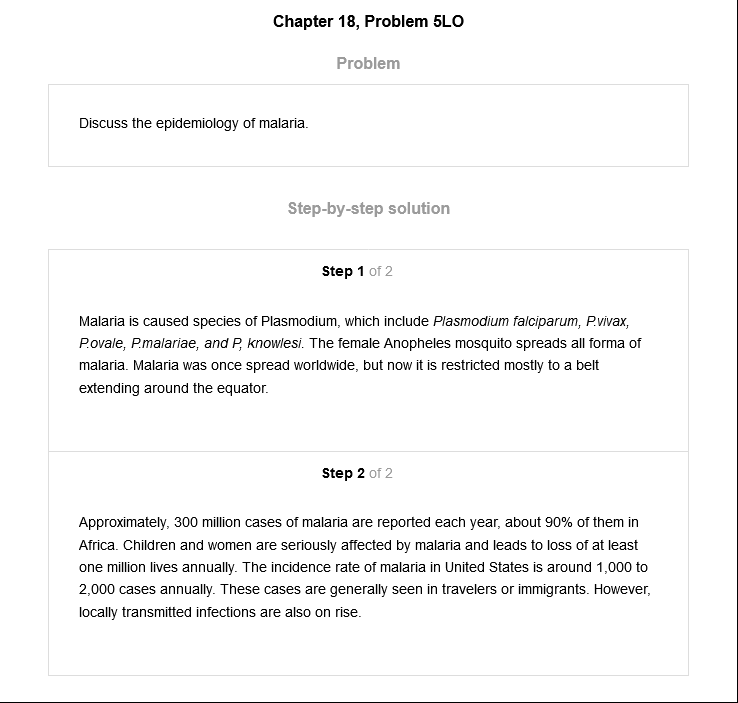 Chapter 18, Problem 5LO
Problem
Discuss the epidemiology of malaria.
Step-by-step solution
Step 1 of 2
Malaria is caused species of Plasmodium, which include Plasmodium falciparum, P.vivax,
P.ovale, P.malariae, and P, knowlesi. The female Anopheles mosquito spreads all forma of
malaria. Malaria was once spread worldwide, but now it is restricted mostly to a belt
extending around the equator.
Step 2 of 2
Approximately, 300 million cases of malaria are reported each year, about 90% of them in
Africa. Children and women are seriously affected by malaria and leads to loss of at least
one million lives annually. The incidence rate of malaria in United States is around 1,000 to
2,000 cases annually. These cases are generally seen in travelers or immigrants. However,
locally transmitted infections are also on rise.